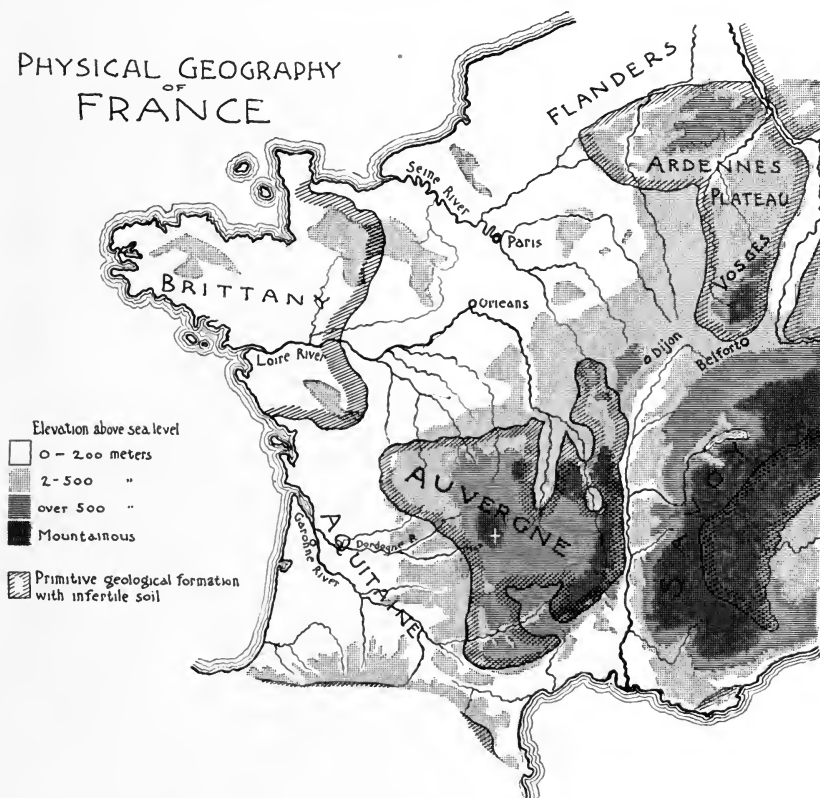 PHYSICAL GEOGRAPHY
OF
FRANCE
FLANDERS
ARDENNES
PLATEAU
VOSGES
Seine River
Paris
BRITTANY
Orleans
Loire River
Dijon
Belfort
Elevation above sea level
0 - 200 meters
2-500 "
over 500 "
Mountainous
Primitive geological formation
with infertile soil
AUVERGNE
SAVOY
AQUITAINE
Dordogne R
Garonne River